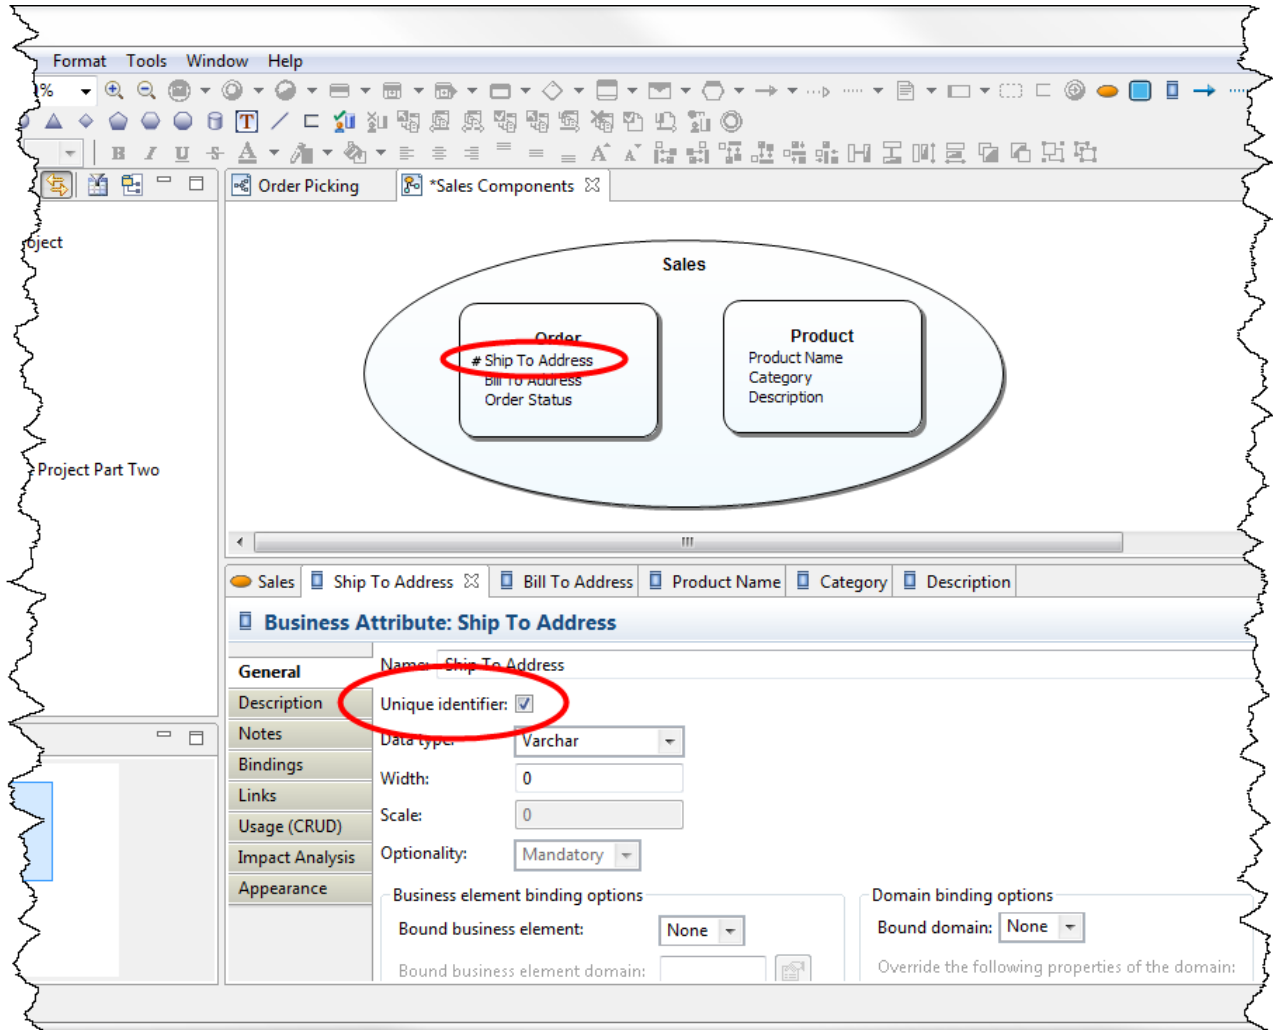 Format Tools Window Help
%
T
B I U S A A A
Order Picking *Sales Components
oject
Project Part Two
Sales
Order
# Ship To Address
Bill To Address
Order Status
Product
Product Name
Category
Description
Sales Ship To Address Bill To Address Product Name Category Description
Business Attribute: Ship To Address
General
Description
Notes
Bindings
Links
Usage (CRUD)
Impact Analysis
Appearance
Name: Ship To Address
Unique identifier:
Data type: Varchar
Width: 0
Scale: 0
Optionality: Mandatory
Business element binding options
Bound business element: None
Bound business element domain:
Domain binding options
Bound domain: None
Override the following properties of the domain: